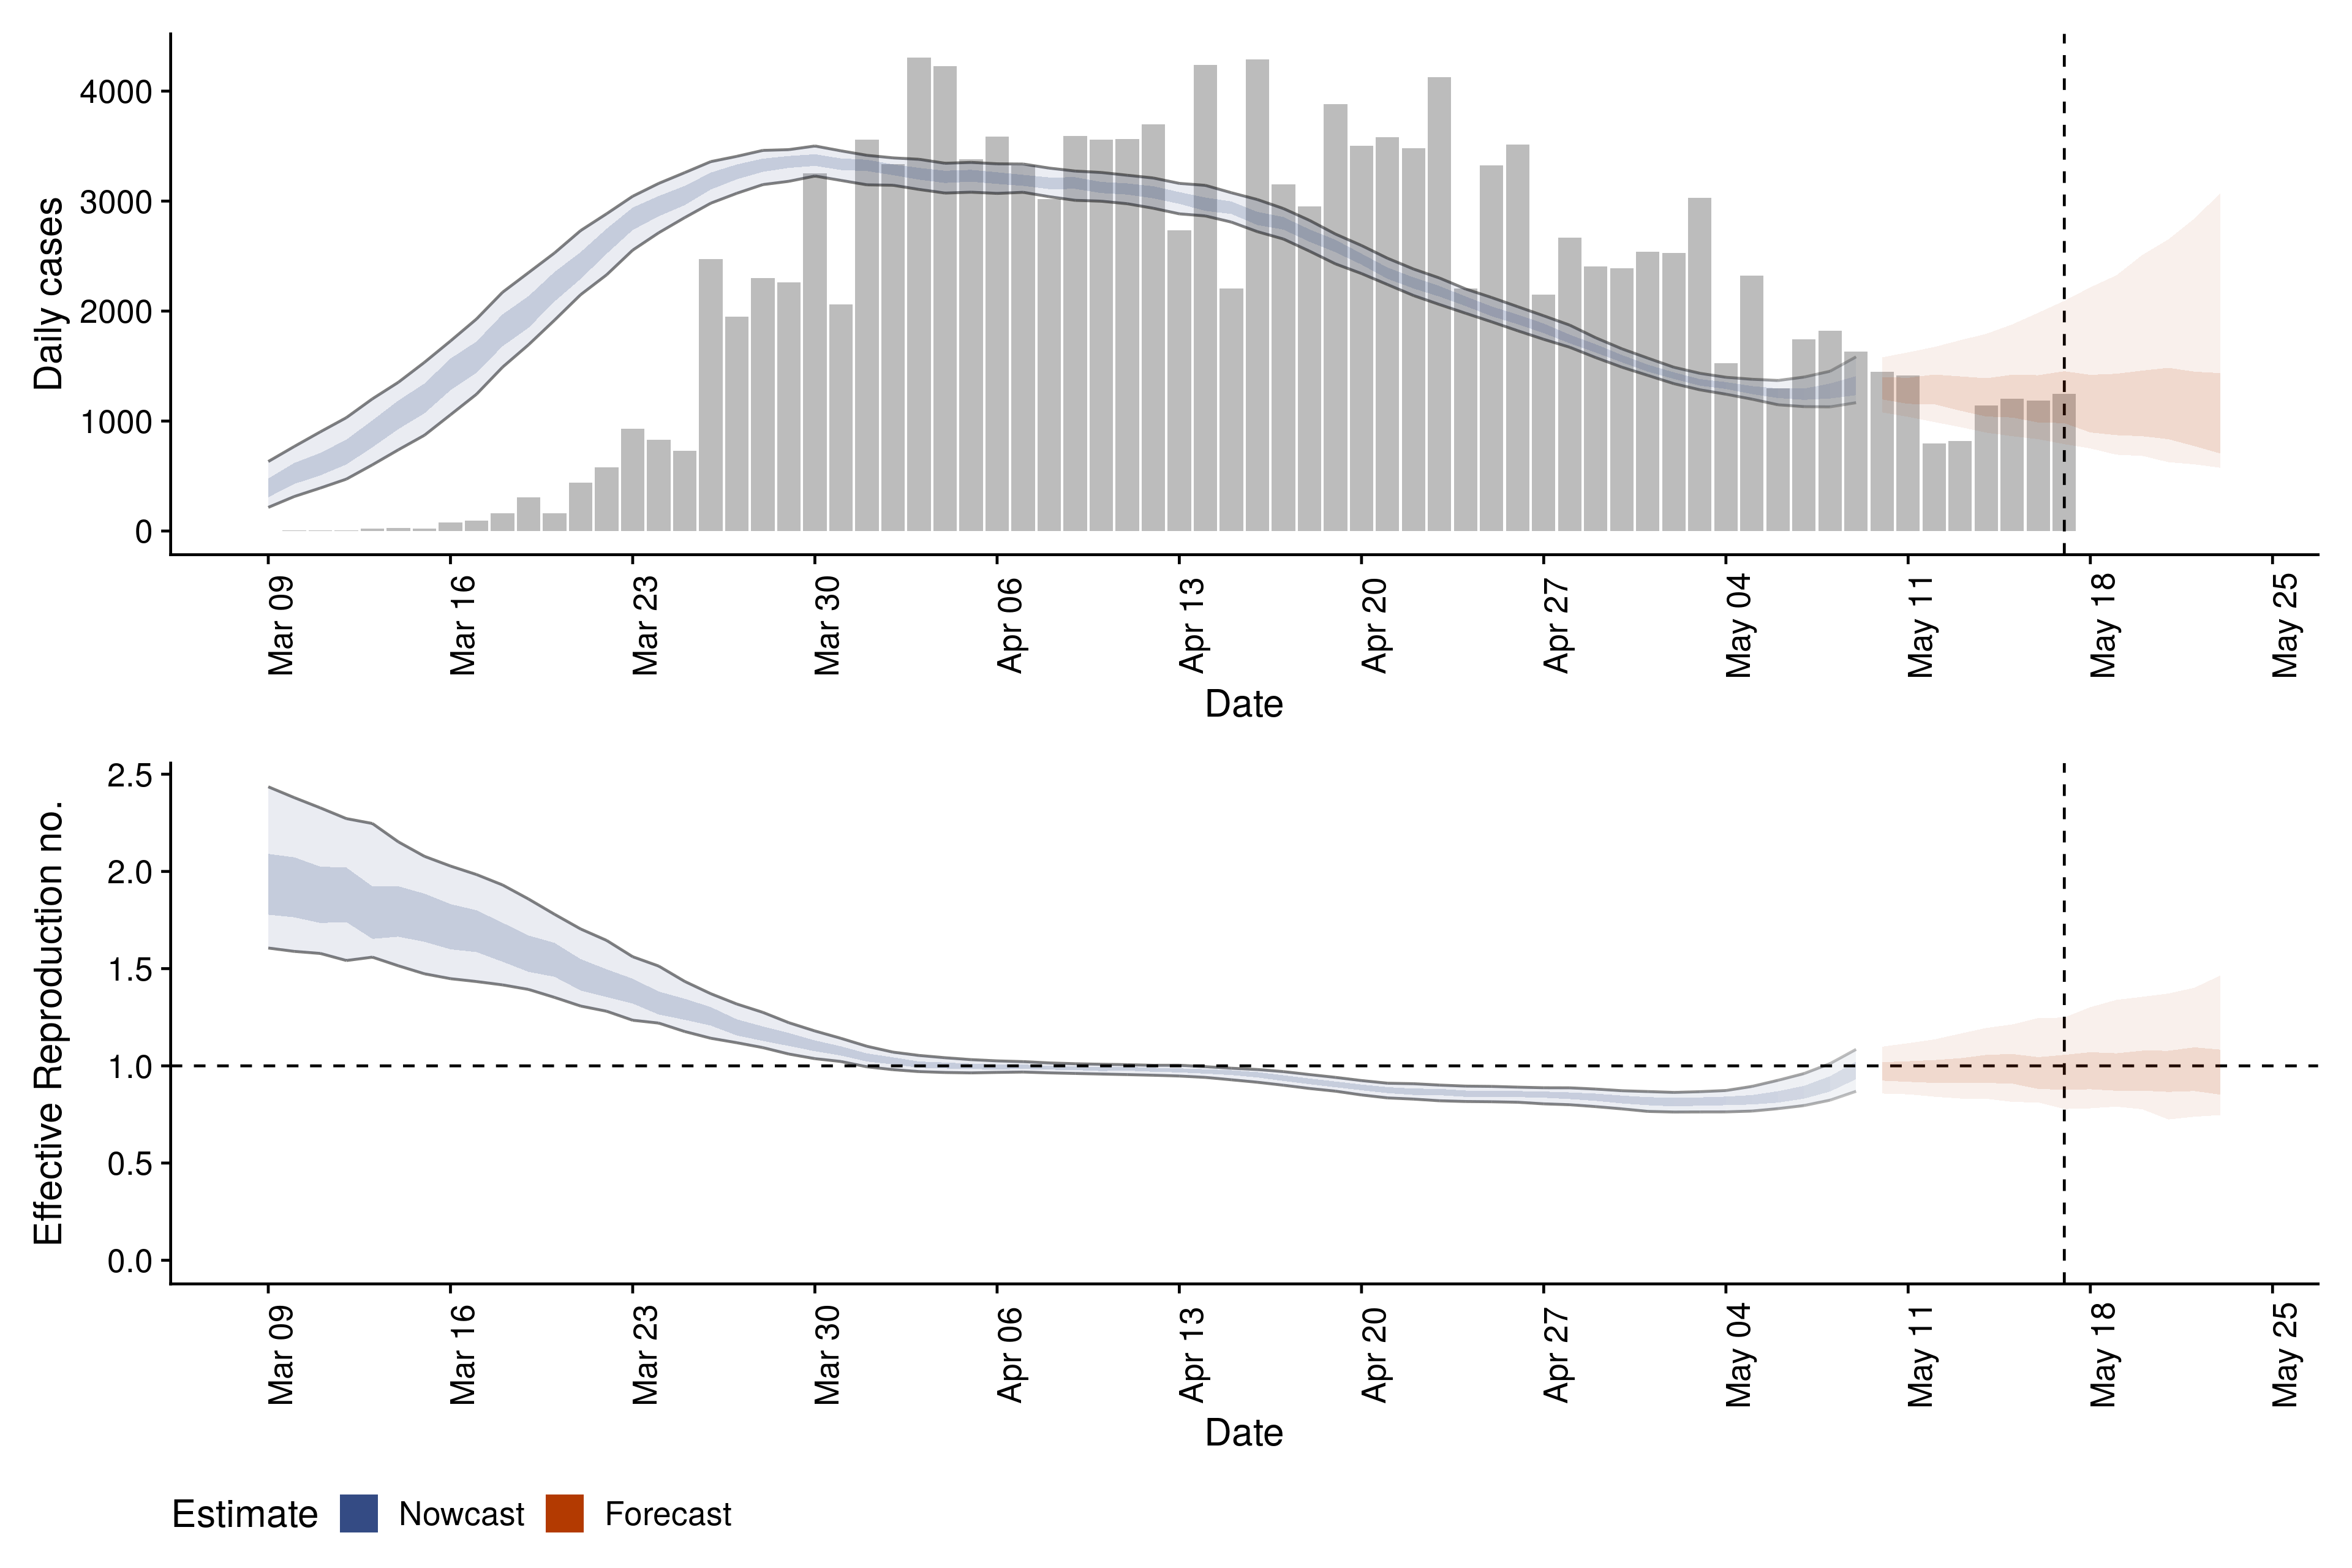 Daily cases
4000
3000
2000
1000
0
Mar 09 Mar 16 Mar 23 Mar 30 Apr 06 Apr 13 Apr 20 Apr 27 May 04 May 11 May 18 May 25
Date
Effective Reproduction no.
2.5
2.0
1.5
1.0
0.5
0.0
Mar 09 Mar 16 Mar 23 Mar 30 Apr 06 Apr 13 Apr 20 Apr 27 May 04 May 11 May 18 May 25
Date
Estimate Nowcast Forecast